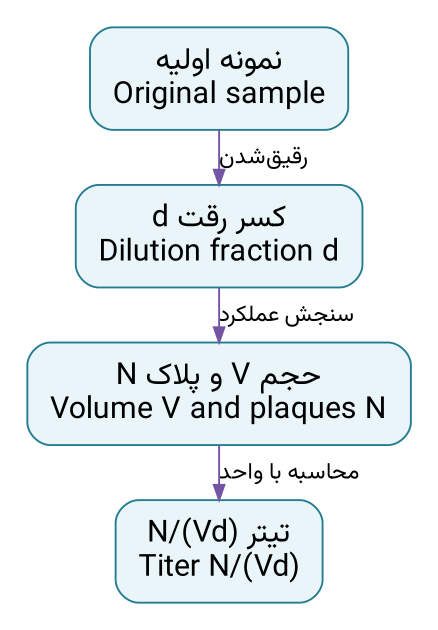 نمونه اولیه
Original sample
رقیق‌شدن
کسر رقت d
Dilution fraction d
سنجش عملکرد
حجم V و پلاک N
Volume V and plaques N
محاسبه با واحد
تیتر N/(Vd)
Titer N/(Vd)